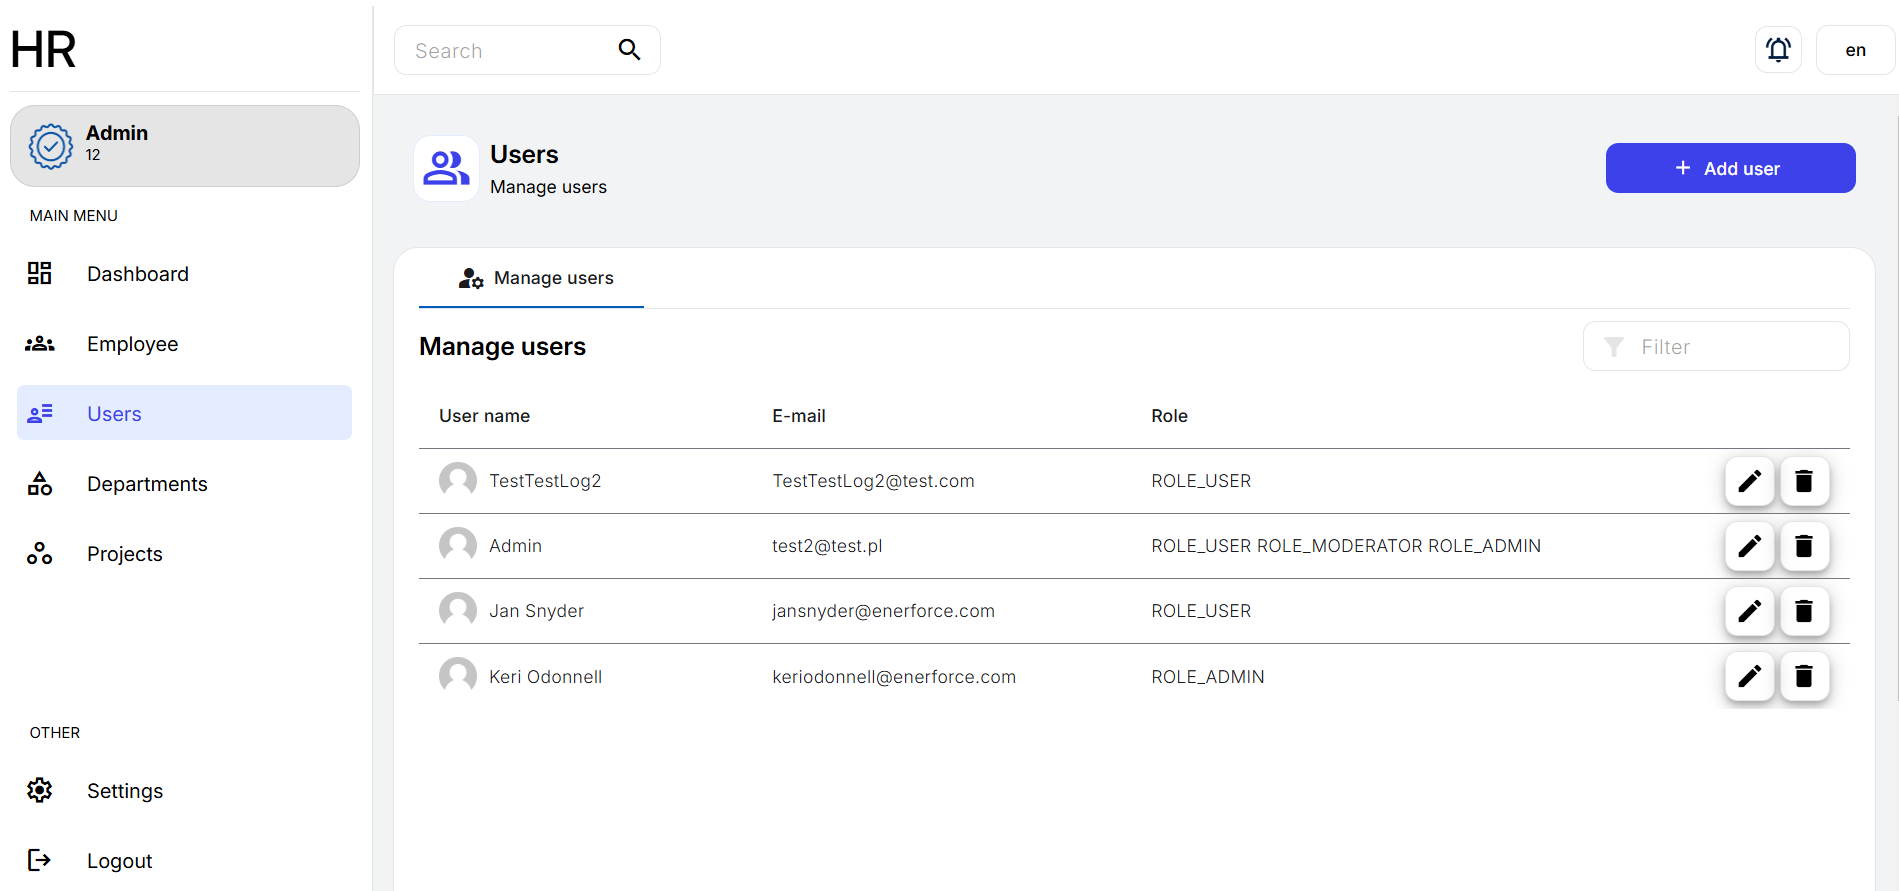 HR
Search
en
Admin
12
MAIN MENU
Dashboard
Employee
Users
Departments
Projects
OTHER
Settings
Logout
Users
Manage users
+ Add user
Manage users
Manage users
Filter
User name E-mail Role
TestTestLog2 TestTestLog2@test.com ROLE_USER
Admin test2@test.pl ROLE_USER ROLE_MODERATOR ROLE_ADMIN
Jan Snyder jansnyder@enerforce.com ROLE_USER
Keri Odonnell keriodonnell@enerforce.com ROLE_ADMIN